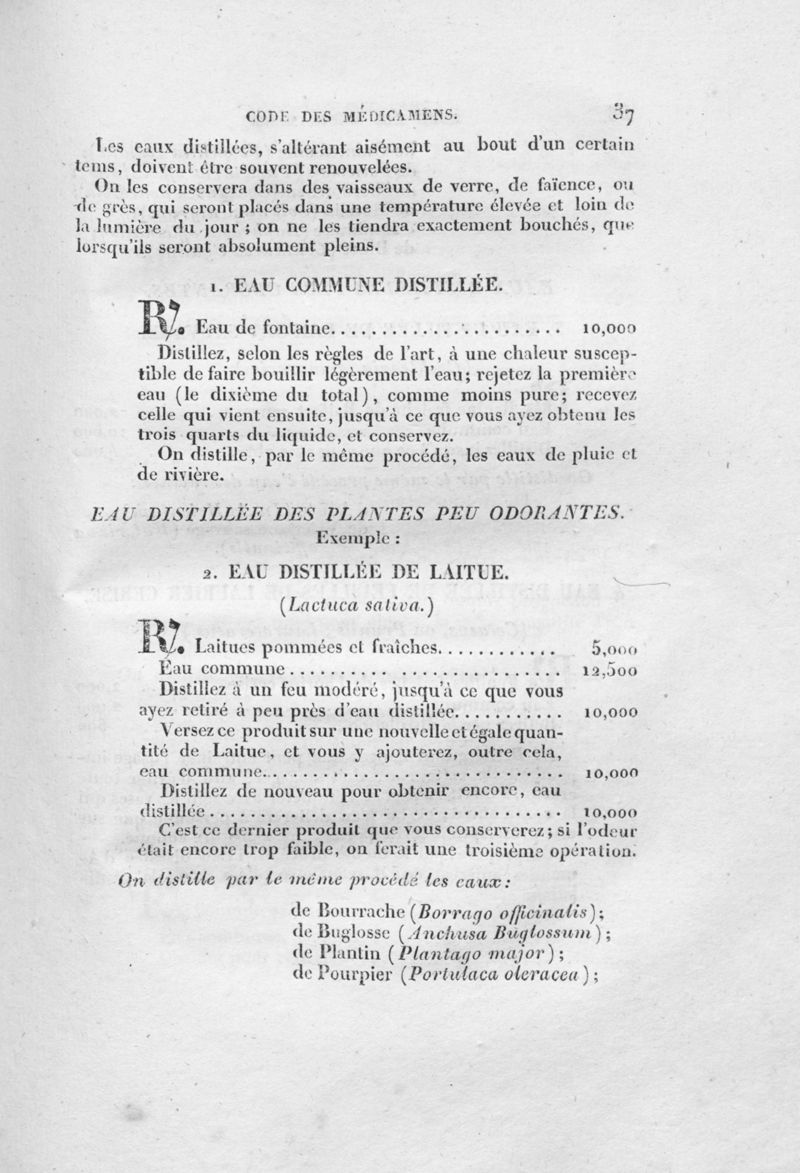 CODE DES MÉDICAMENS. 37
Les eaux distillées, s'altérant aisément au bout d'un certain
tems, doivent être souvent renouvelées.
On les conservera dans des vaisseaux de verre, de faïence, ou
de grès, qui seront placés dans une température élevée et loin de
la lumière du jour ; on ne les tiendra exactement bouchés, que
lorsqu'ils seront absolument pleins.
1. EAU COMMUNE DISTILLÉE.
℞. Eau de fontaine........................ 10,000
Distillez, selon les règles de l'art, à une chaleur suscep-
tible de faire bouillir légèrement l'eau; rejetez la première
eau (le dixième du total), comme moins pure; recevez
celle qui vient ensuite, jusqu'à ce que vous ayez obtenu les
trois quarts du liquide, et conservez.
On distille, par le même procédé, les eaux de pluie et
de rivière.
EAU DISTILLÉE DES PLANTES PEU ODORANTES.
Exemple :
2. EAU DISTILLÉE DE LAITUE.
(Lactuca sativa.)
℞. Laitues pommées et fraîches............ 5,000
Eau commune........................... 12,500
Distillez à un feu modéré, jusqu'à ce que vous
ayez retiré à peu près d'eau distillée........... 10,000
Versez ce produit sur une nouvelle et égale quan-
tité de Laitue, et vous y ajouterez, outre cela,
eau commune.............................. 10,000
Distillez de nouveau pour obtenir encore, eau
distillée................................... 10,000
C'est ce dernier produit que vous conserverez; si l'odeur
était encore trop faible, on ferait une troisième opération.
On distille par le même procédé les eaux:
de Bourrache (Borrago officinalis);
de Buglosse (Anchusa Buglossum);
de Plantin (Plantago major);
de Pourpier (Portulaca oleracea);